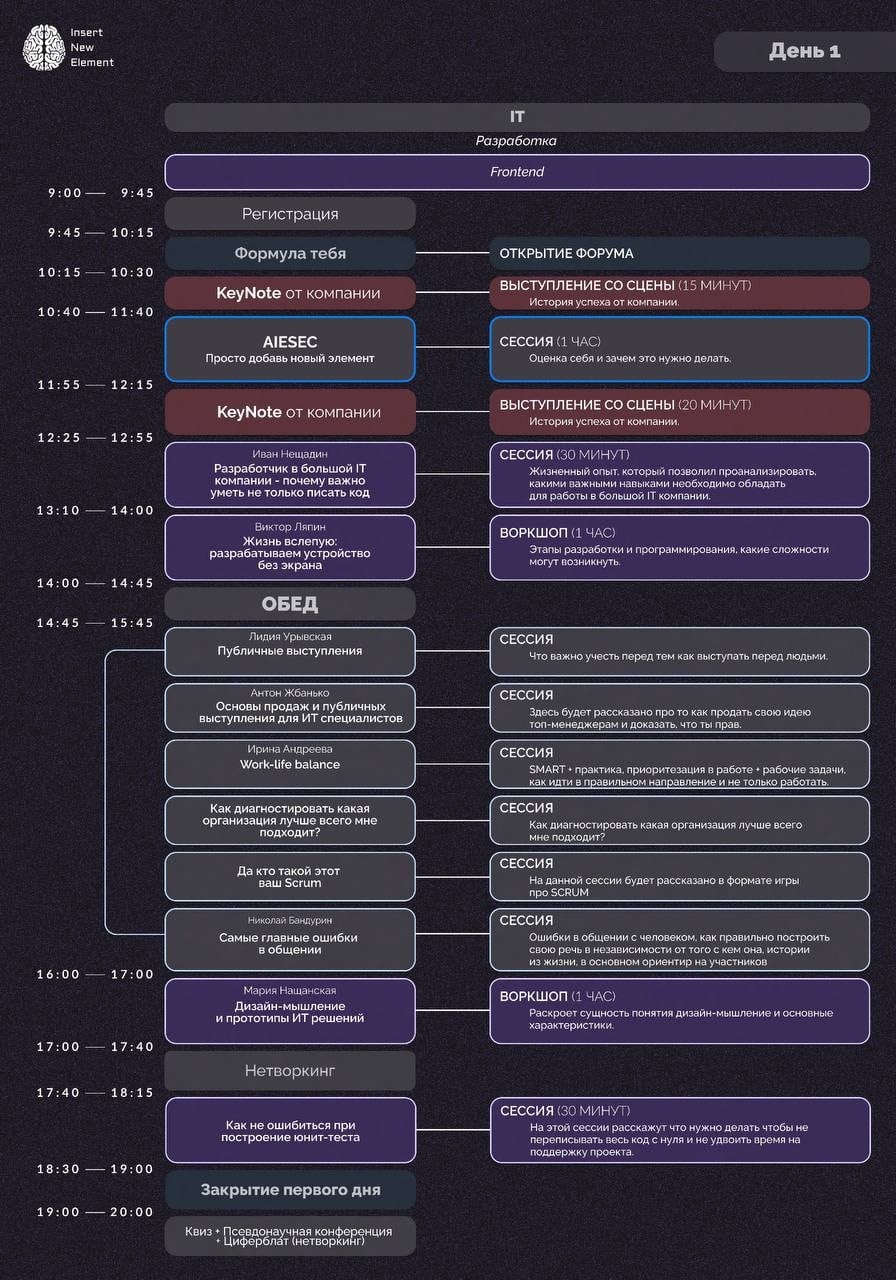 Insert
New
Element
День 1
IT
Разработка
Frontend
9:00 — 9:45
Регистрация
9:45 — 10:15
Формула тебя
ОТКРЫТИЕ ФОРУМА
10:15 — 10:30
KeyNote от компании
ВЫСТУПЛЕНИЕ СО СЦЕНЫ (15 МИНУТ)
История успеха от компании.
10:40 — 11:40
AIESEC
Просто добавь новый элемент
СЕССИЯ (1 ЧАС)
Оценка себя и зачем это нужно делать.
11:55 — 12:15
KeyNote от компании
ВЫСТУПЛЕНИЕ СО СЦЕНЫ (20 МИНУТ)
История успеха от компании.
12:25 — 12:55
Иван Нещадин
Разработчик в большой IT
компании - почему важно
уметь не только писать код
СЕССИЯ (30 МИНУТ)
Жизненный опыт, который позволил проанализировать,
какими важными навыками необходимо обладать
для работы в большой IT компании.
13:10 — 14:00
Виктор Ляпин
Жизнь вслепую:
разрабатываем устройство
без экрана
ВОРКШОП (1 ЧАС)
Этапы разработки и программирования, какие сложности
могут возникнуть.
14:00 — 14:45
ОБЕД
14:45 — 15:45
Лидия Урывская
Публичные выступления
СЕССИЯ
Что важно учесть перед тем как выступать перед людьми.
Антон Жбанько
Основы продаж и публичных
выступления для ИТ специалистов
СЕССИЯ
Здесь будет рассказано про то как продать свою идею
топ-менеджерам и доказать, что ты прав.
Ирина Андреева
Work-life balance
СЕССИЯ
SMART + практика, приоритезация в работе + рабочие задачи,
как идти в правильном направление и не только работать.
Как диагностировать какая
организация лучше всего мне
подходит?
СЕССИЯ
Как диагностировать какая организация лучше всего
мне подходит?
Да кто такой этот
ваш Scrum
СЕССИЯ
На данной сессии будет рассказано в формате игры
про SCRUM
Николай Бандурин
Самые главные ошибки
в общении
СЕССИЯ
Ошибки в общении с человеком, как правильно построить
свою речь в независимости от того с кем она, истории
из жизни, в основном ориентир на участников
16:00 — 17:00
Мария Нащанская
Дизайн-мышление
и прототипы ИТ решений
ВОРКШОП (1 ЧАС)
Раскроет сущность понятия дизайн-мышление и основные
характеристики.
17:00 — 17:40
Нетворкинг
17:40 — 18:15
Как не ошибиться при
построение юнит-теста
СЕССИЯ (30 МИНУТ)
На этой сессии расскажут что нужно делать чтобы не
переписывать весь код с нуля и не удвоить время на
поддержку проекта.
18:30 — 19:00
Закрытие первого дня
19:00 — 20:00
Квиз + Псевдонаучная конференция
+ Циферблат (нетворкинг)